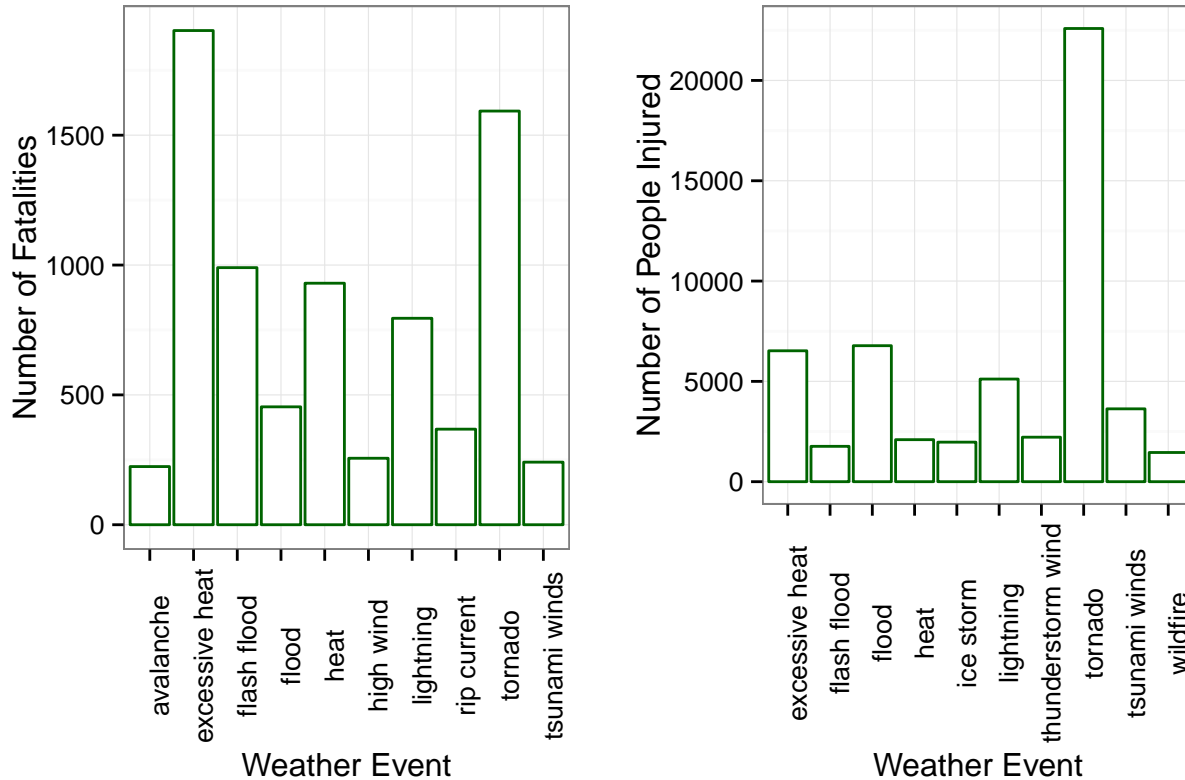 Number of Fatalities
1500
1000
500
0
avalanche
excessive heat
flash flood
flood
heat
high wind
lightning
rip current
tornado
tsunami winds
Weather Event
Number of People Injured
20000
15000
10000
5000
0
excessive heat
flash flood
flood
heat
ice storm
lightning
thunderstorm wind
tornado
tsunami winds
wildfire
Weather Event